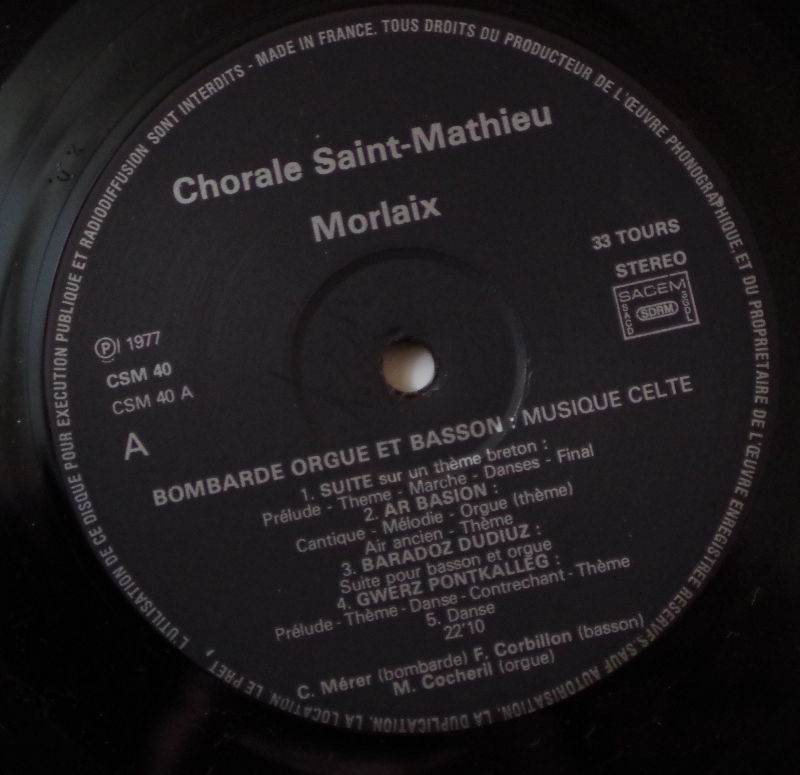 MADE IN FRANCE. TOUS DROITS DU PRODUCTEUR DE L'ŒUVRE PHONOGRAPHIQUE ET DU PROPRIETAIRE DE L'ŒUVRE ENREGISTREE RESERVES. SAUF AUTORISATION, LA DUPLICATION, LA LOCATION, LE PRET, L'UTILISATION DE CE DISQUE POUR EXECUTION PUBLIQUE ET RADIODIFFUSION SONT INTERDITS -
Chorale Saint-Mathieu
Morlaix
33 TOURS
STEREO
SACEM
SACD
SDRM
SGDL
Ⓟ 1977
CSM 40
CSM 40 A
A
BOMBARDE ORGUE ET BASSON : MUSIQUE CELTE
1. SUITE sur un thème breton :
Prélude - Theme - Marche - Danses - Final
2. AR BASION :
Cantique - Mélodie - Orgue (thème)
Air ancien - Thème
3. BARADOZ DUDIUZ :
Suite pour basson et orgue
4. GWERZ PONTKALLEG :
Prélude - Thème - Danse - Contrechant - Thème
5. Danse
22'10
C. Mérer (bombarde) F. Corbillon (basson)
M. Cocheril (orgue)